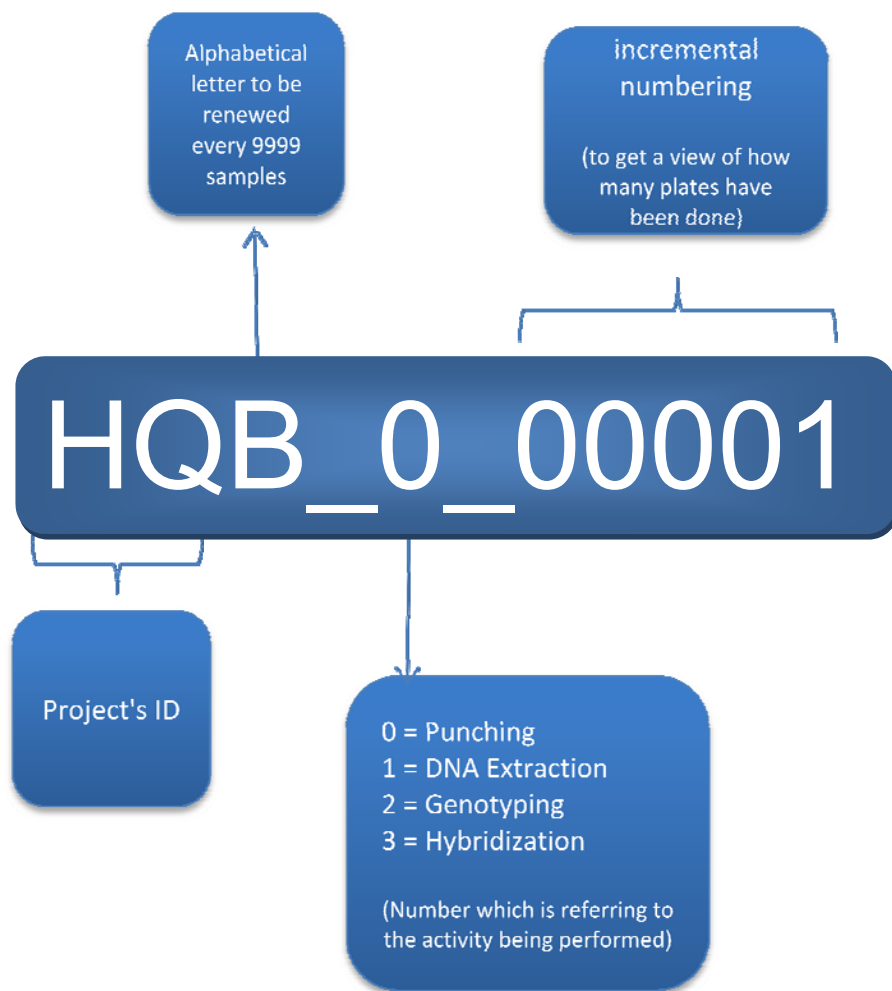 Alphabetical
letter to be
renewed
every 9999
samples
incremental
numbering
(to get a view of how
many plates have
been done)
HQB_0_00001
Project's ID
0 = Punching
1 = DNA Extraction
2 = Genotyping
3 = Hybridization
(Number which is referring to
the activity being performed)